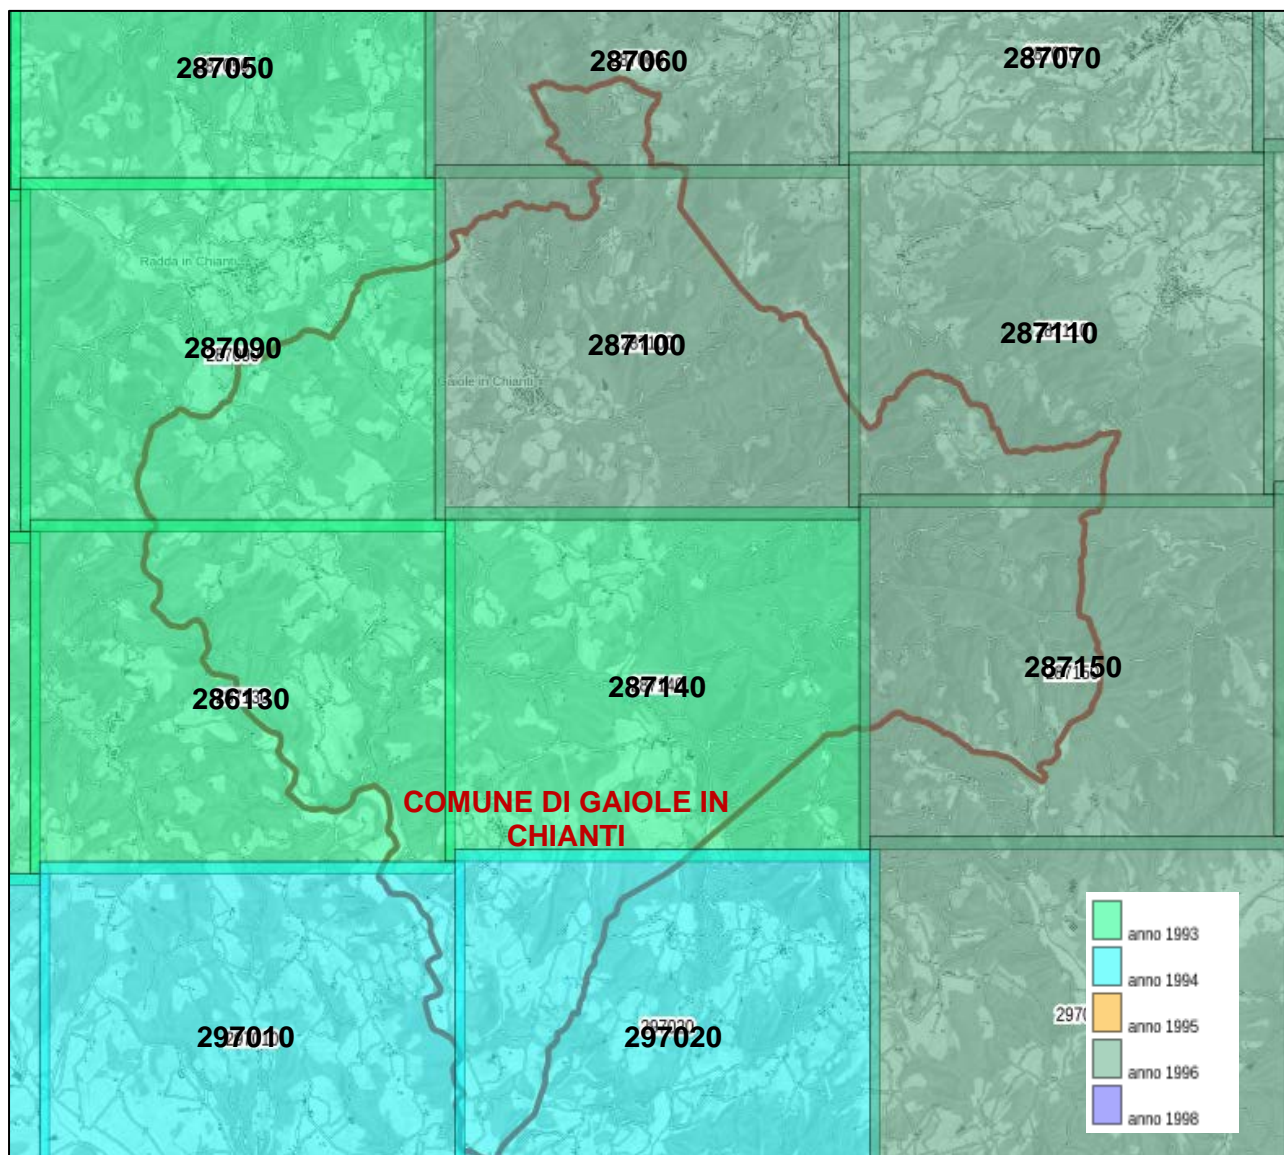 287050
287060
287070
Radda in Chianti
287090
287100
287110
Gaiole in Chianti
286130
287140
287150
COMUNE DI GAIOLE IN
CHIANTI
297010
297020
297020
anno 1993
anno 1994
anno 1995
anno 1996
anno 1998